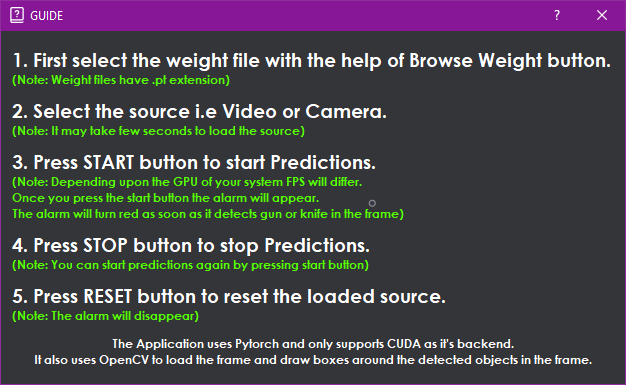 GUIDE
1. First select the weight file with the help of Browse Weight button.
(Note: Weight files have .pt extension)
2. Select the source i.e Video or Camera.
(Note: It may take few seconds to load the source)
3. Press START button to start Predictions.
(Note: Depending upon the GPU of your system FPS will differ.
Once you press the start button the alarm will appear.
The alarm will turn red as soon as it detects gun or knife in the frame)
4. Press STOP button to stop Predictions.
(Note: You can start predictions again by pressing start button)
5. Press RESET button to reset the loaded source.
(Note: The alarm will disappear)
The Application uses Pytorch and only supports CUDA as it's backend.
It also uses OpenCV to load the frame and draw boxes around the detected objects in the frame.